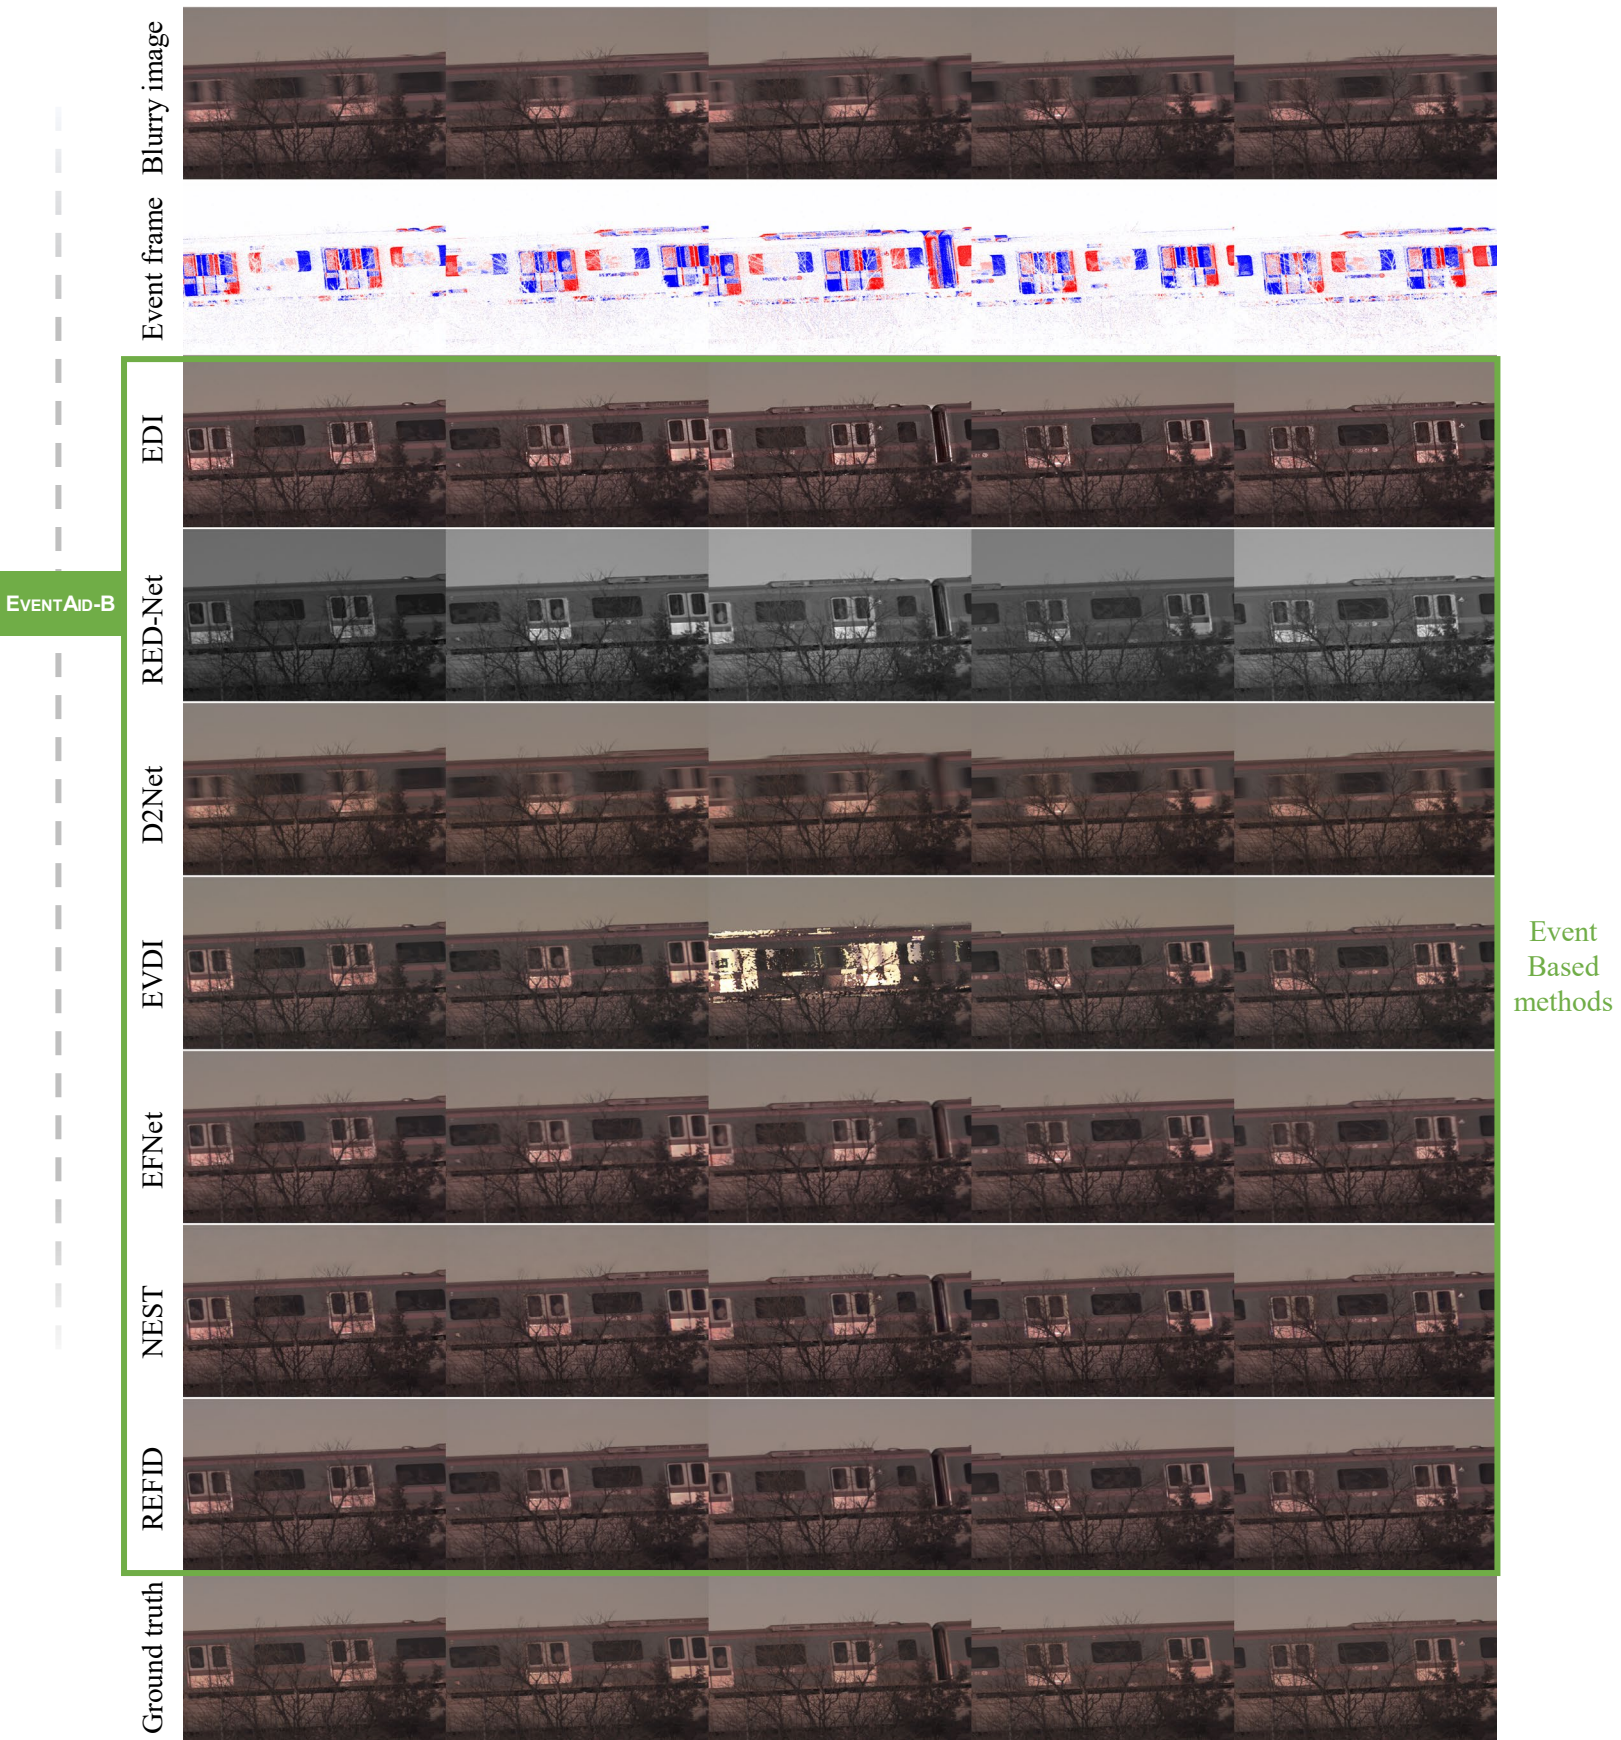 Blurry image
Event frame
EDI
RED-Net
D2Net
EVDI
EFNet
NEST
REFID
Ground truth
EVENTAID-B
Event
Based
methods